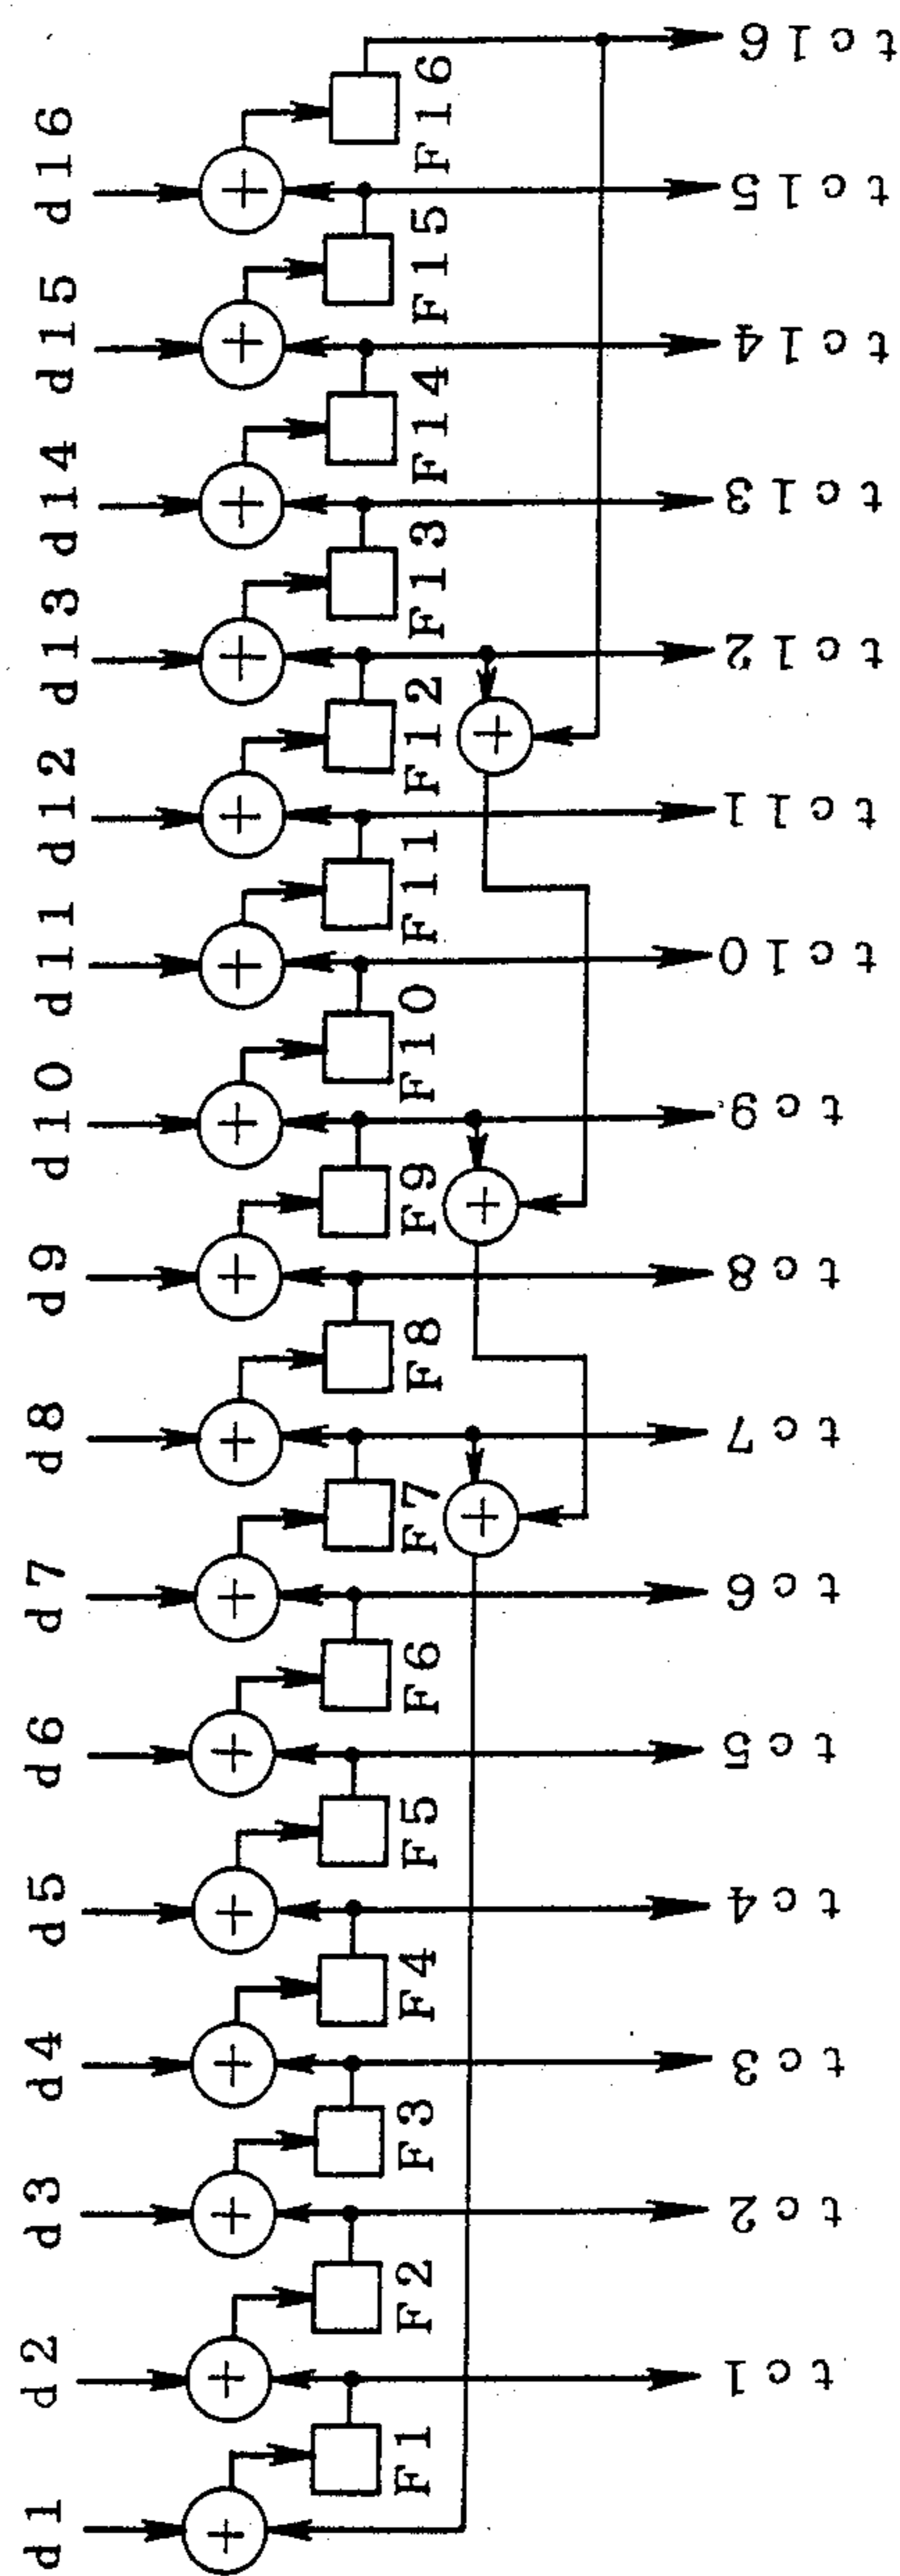 d1 d2 d3 d4 d5 d6 d7 d8 d9 d10 d11 d12 d13 d14 d15 d16
F1 F2 F3 F4 F5 F6 F7 F8 F9 F10 F11 F12 F13 F14 F15 F16
tc1 tc2 tc3 tc4 tc5 tc6 tc7 tc8 tc9 tc10 tc11 tc12 tc13 tc14 tc15 tc16